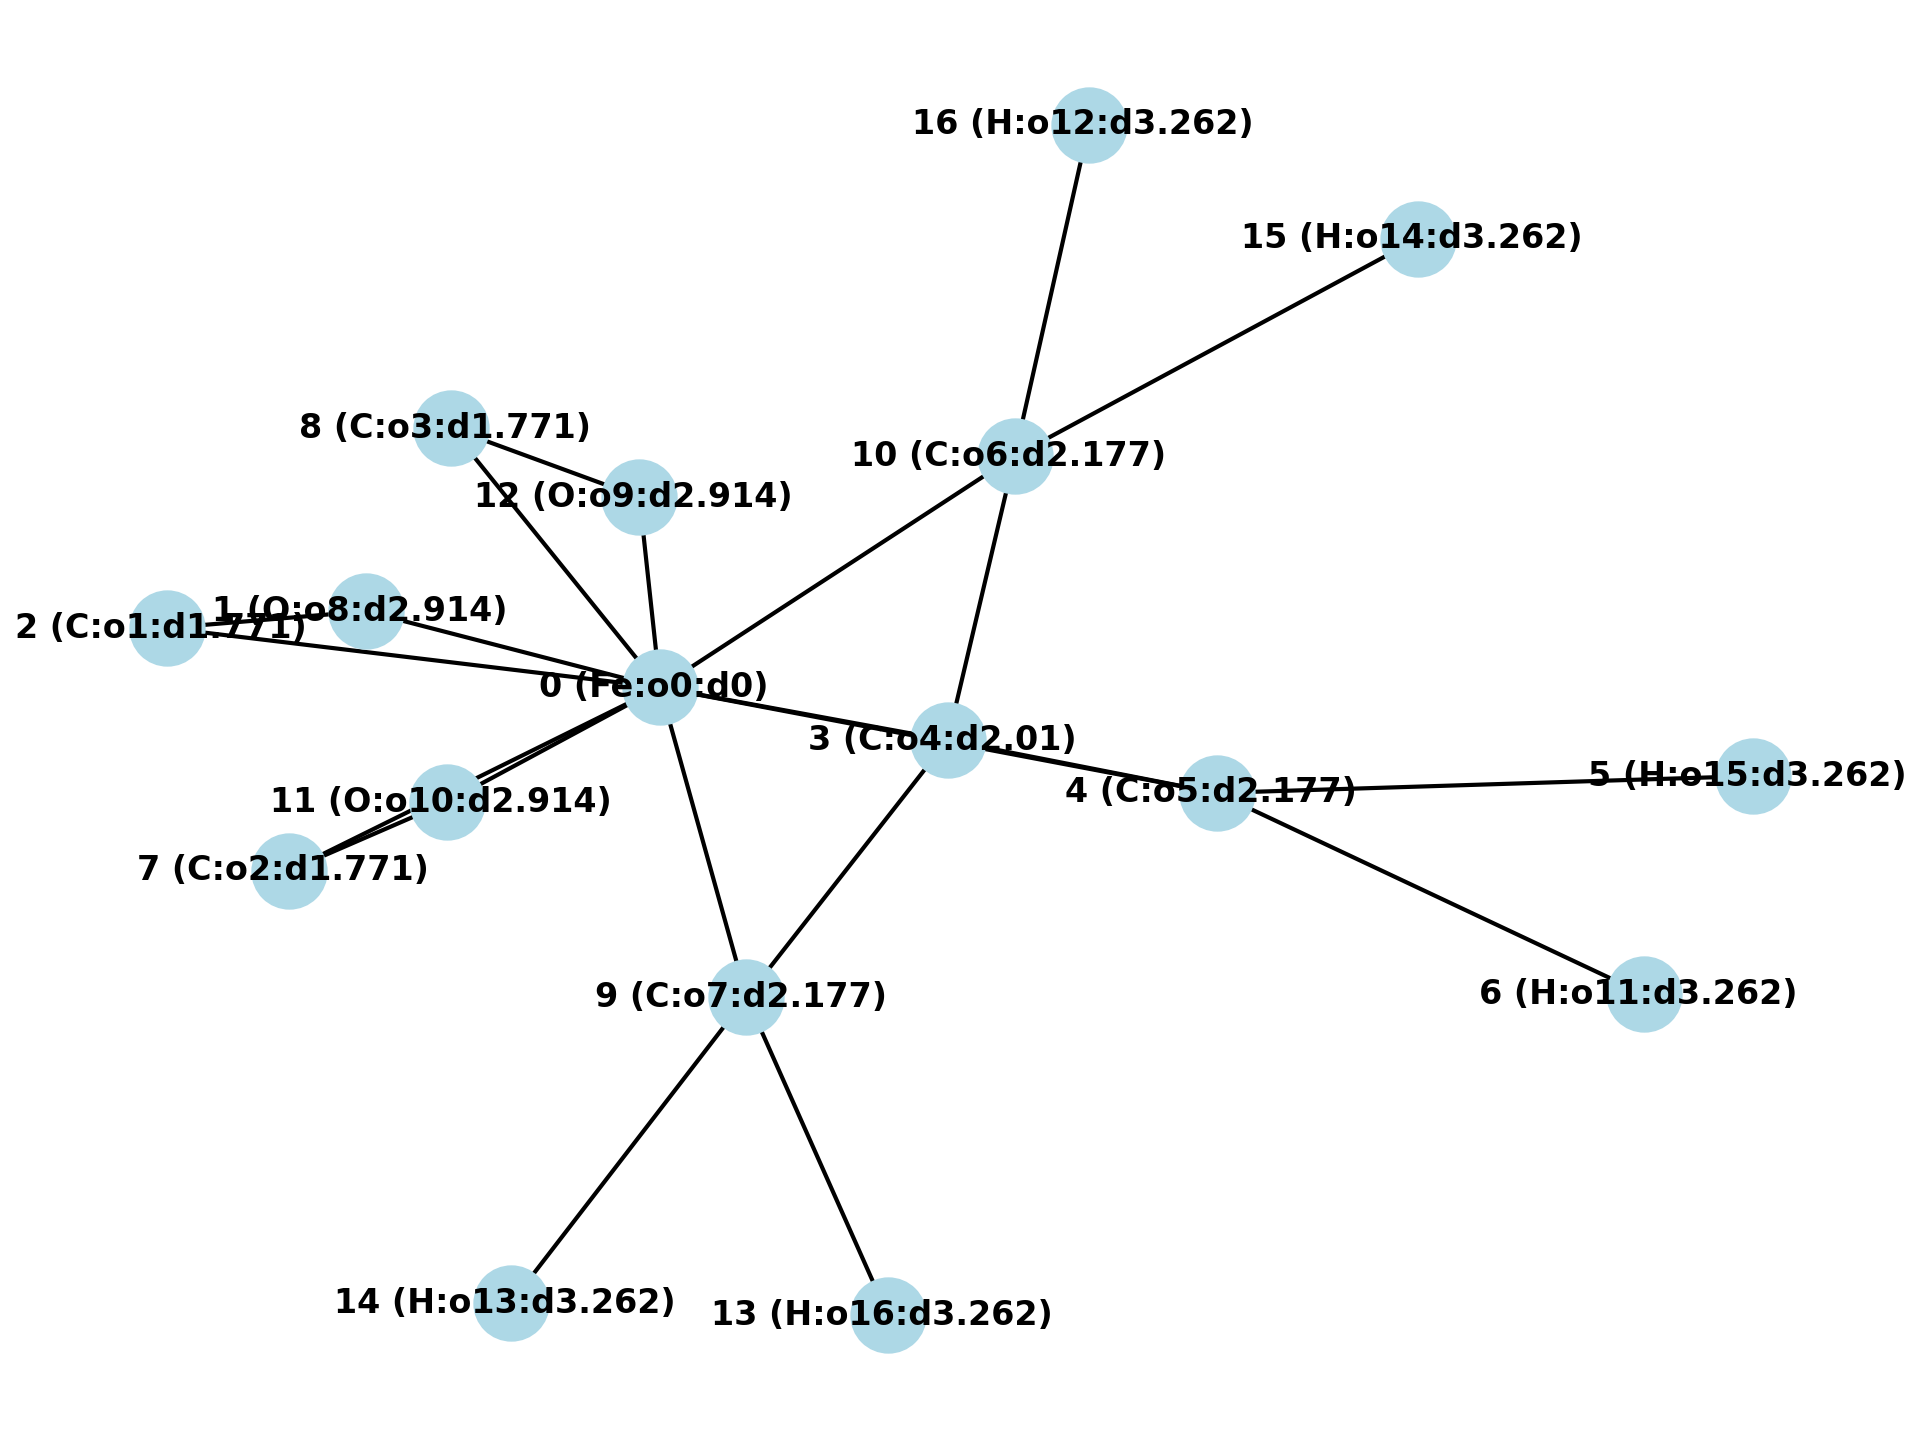 16 (H:o12:d3.262)
15 (H:o14:d3.262)
8 (C:o3:d1.771)
10 (C:o6:d2.177)
12 (O:o9:d2.914)
1 (O:o8:d2.914)
2 (C:o1:d1.771)
0 (Fe:o0:d0)
3 (C:o4:d2.01)
5 (H:o15:d3.262)
4 (C:o5:d2.177)
11 (O:o10:d2.914)
7 (C:o2:d1.771)
6 (H:o11:d3.262)
9 (C:o7:d2.177)
14 (H:o13:d3.262)
13 (H:o16:d3.262)